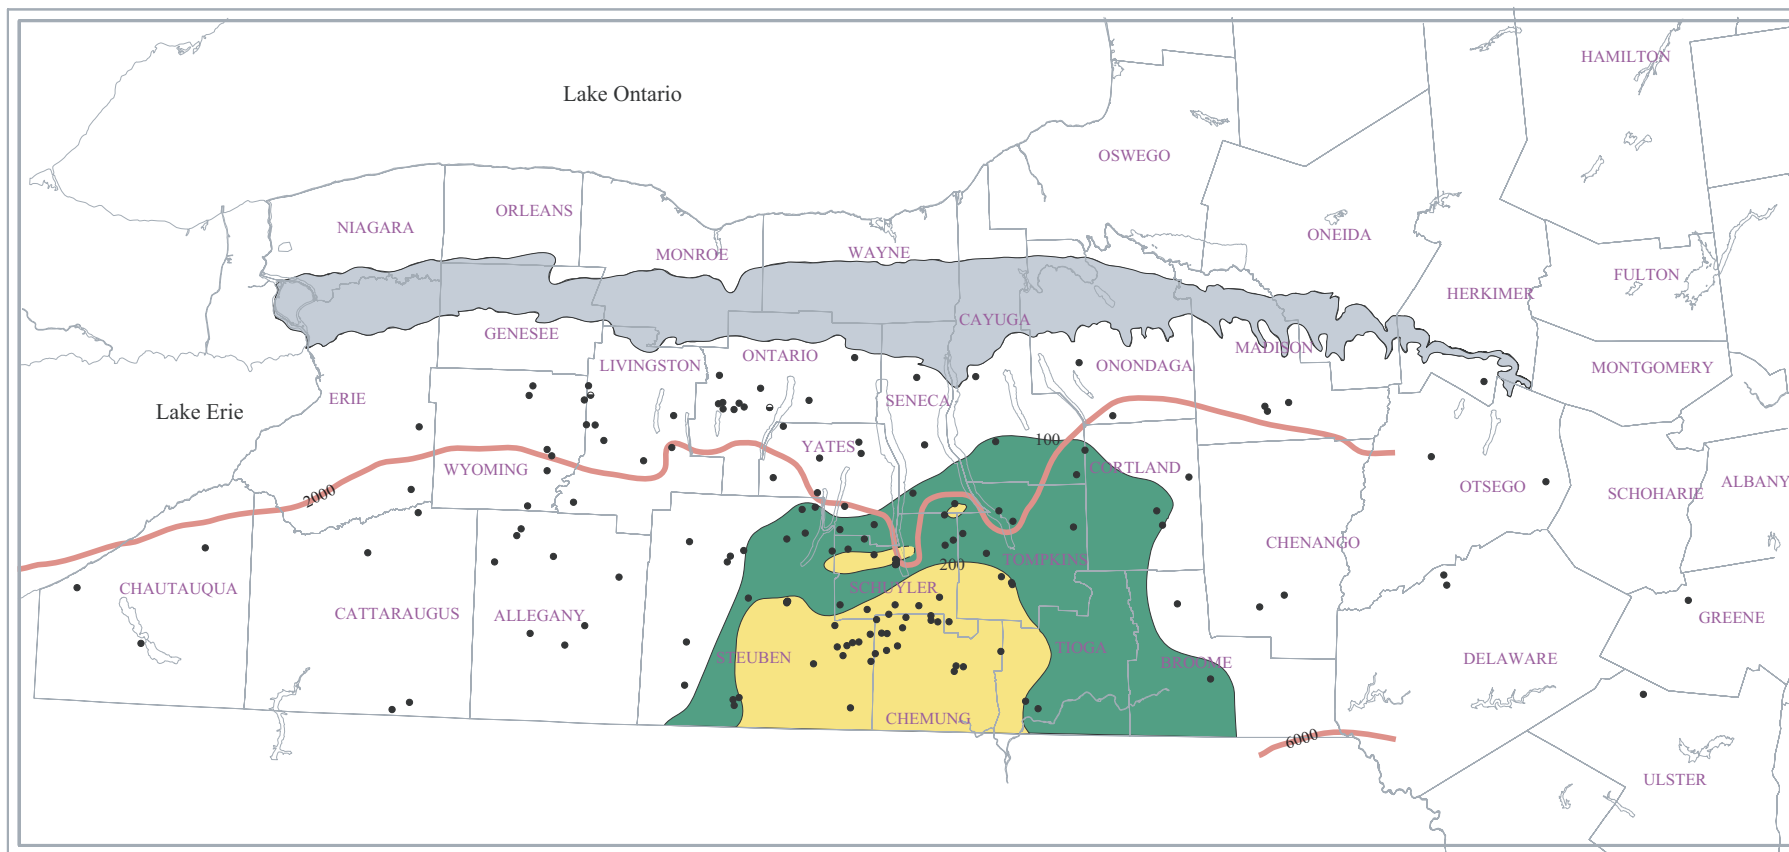 HAMILTON
Lake Ontario
OSWEGO
ORLEANS
NIAGARA
ONEIDA
MONROE
WAYNE
FULTON
HERKIMER
CAYUGA
GENESEE
MADISON
ONTARIO
LIVINGSTON
ONONDAGA
MONTGOMERY
ERIE
SENECA
Lake Erie
100
YATES
WYOMING
CORTLAND
ALBANY
OTSEGO
SCHOHARIE
2000
CHENANGO
TOMPKINS
200
CHAUTAUQUA
SCHUYLER
CATTARAUGUS
ALLEGANY
GREENE
TIOGA
STEUBEN
BROOME
DELAWARE
CHEMUNG
6000
ULSTER